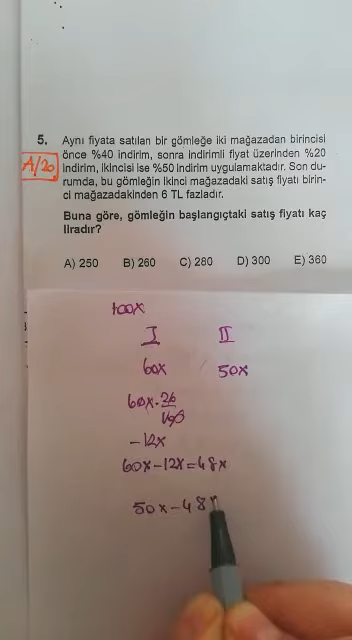 5. Aynı fiyata satılan bir gömleğe iki mağazadan birincisi
önce %40 indirim, sonra indirimli fiyat üzerinden %20
indirim, ikincisi ise %50 indirim uygulamaktadır. Son du-
rumda, bu gömleğin ikinci mağazadaki satış fiyatı birin-
ci mağazadakinden 6 TL fazladır.
A/20
Buna göre, gömleğin başlangıçtaki satış fiyatı kaç
liradır?
A) 250 B) 260 C) 280 D) 300 E) 360
100x
I II
60x 50x
60x·20/100
-12x
60x-12x=48x
50x-48x